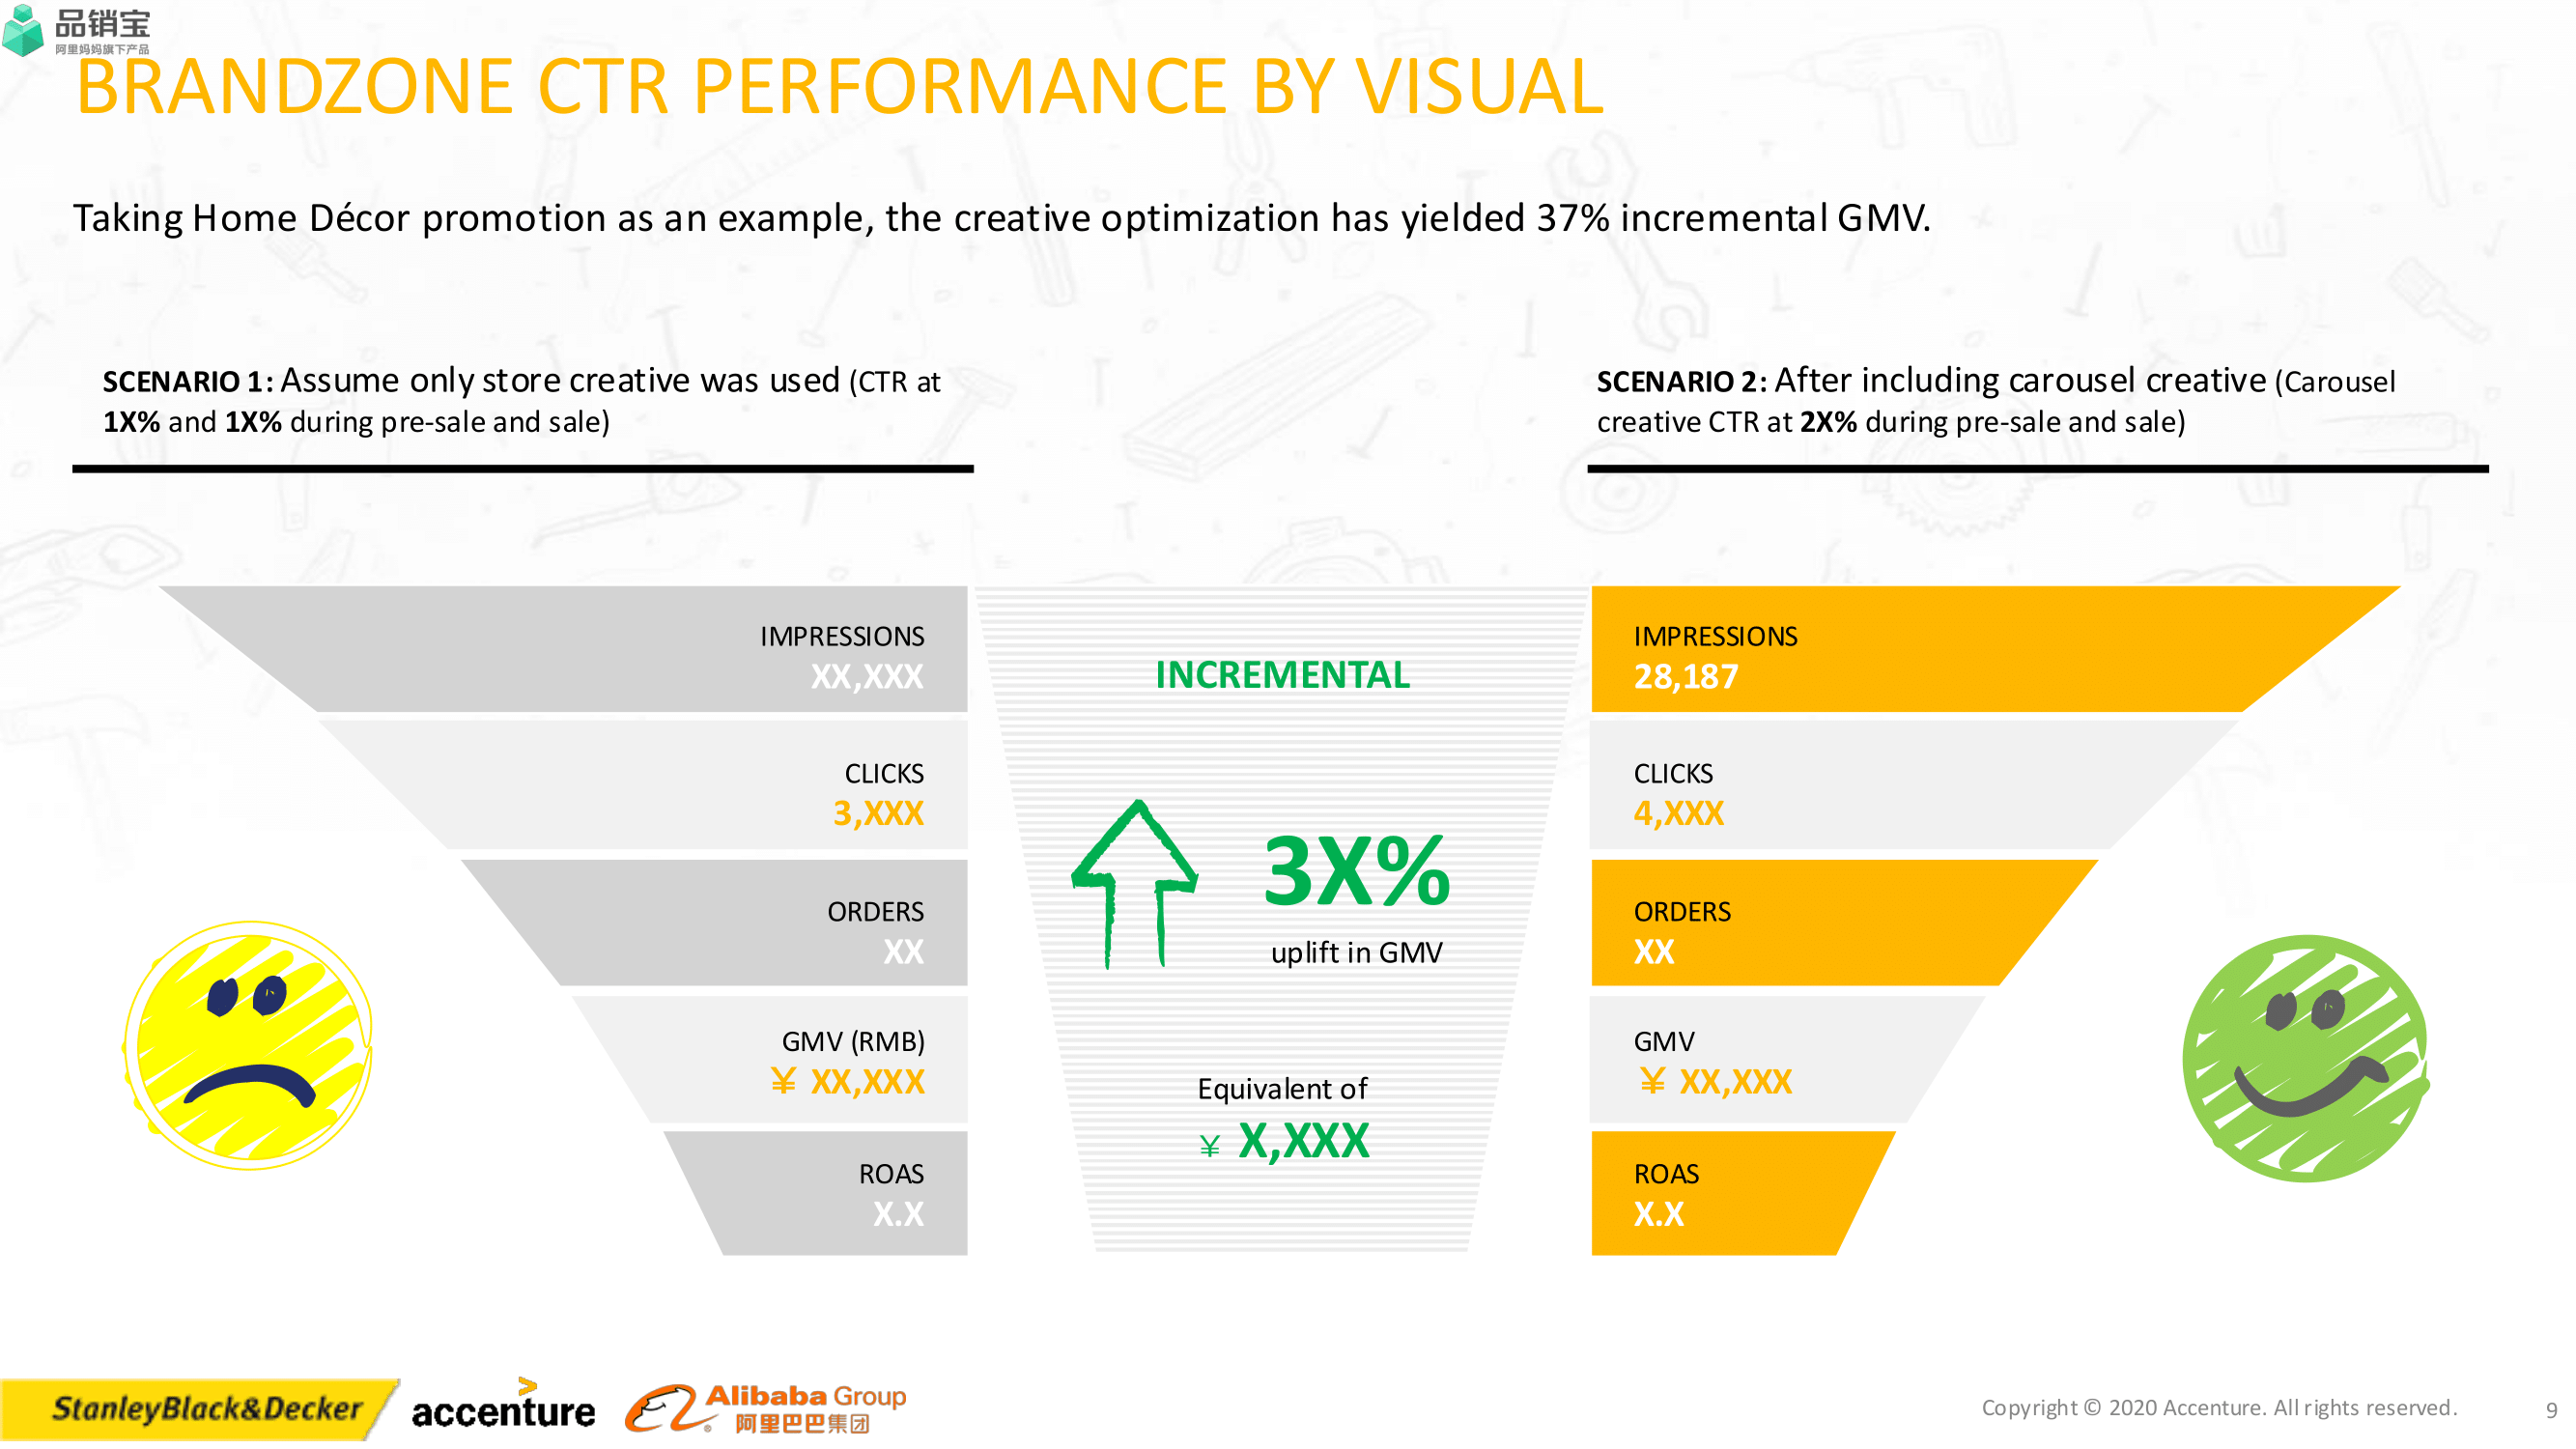 品销宝
阿里妈妈旗下产品
BRANDZONE CTR PERFORMANCE BY VISUAL
Taking Home Décor promotion as an example, the creative optimization has yielded 37% incremental GMV.
SCENARIO 1: Assume only store creative was used (CTR at
1X% and 1X% during pre-sale and sale)
SCENARIO 2: After including carousel creative (Carousel
creative CTR at 2X% during pre-sale and sale)
IMPRESSIONS
XX,XXX
CLICKS
3,XXX
ORDERS
XX
GMV (RMB)
¥ XX,XXX
ROAS
X.X
INCREMENTAL
3X%
uplift in GMV
Equivalent of
¥ X,XXX
IMPRESSIONS
28,187
CLICKS
4,XXX
ORDERS
XX
GMV
¥ XX,XXX
ROAS
X.X
StanleyBlack&Decker
accenture
Alibaba Group
阿里巴巴集团
Copyright © 2020 Accenture. All rights reserved.
9